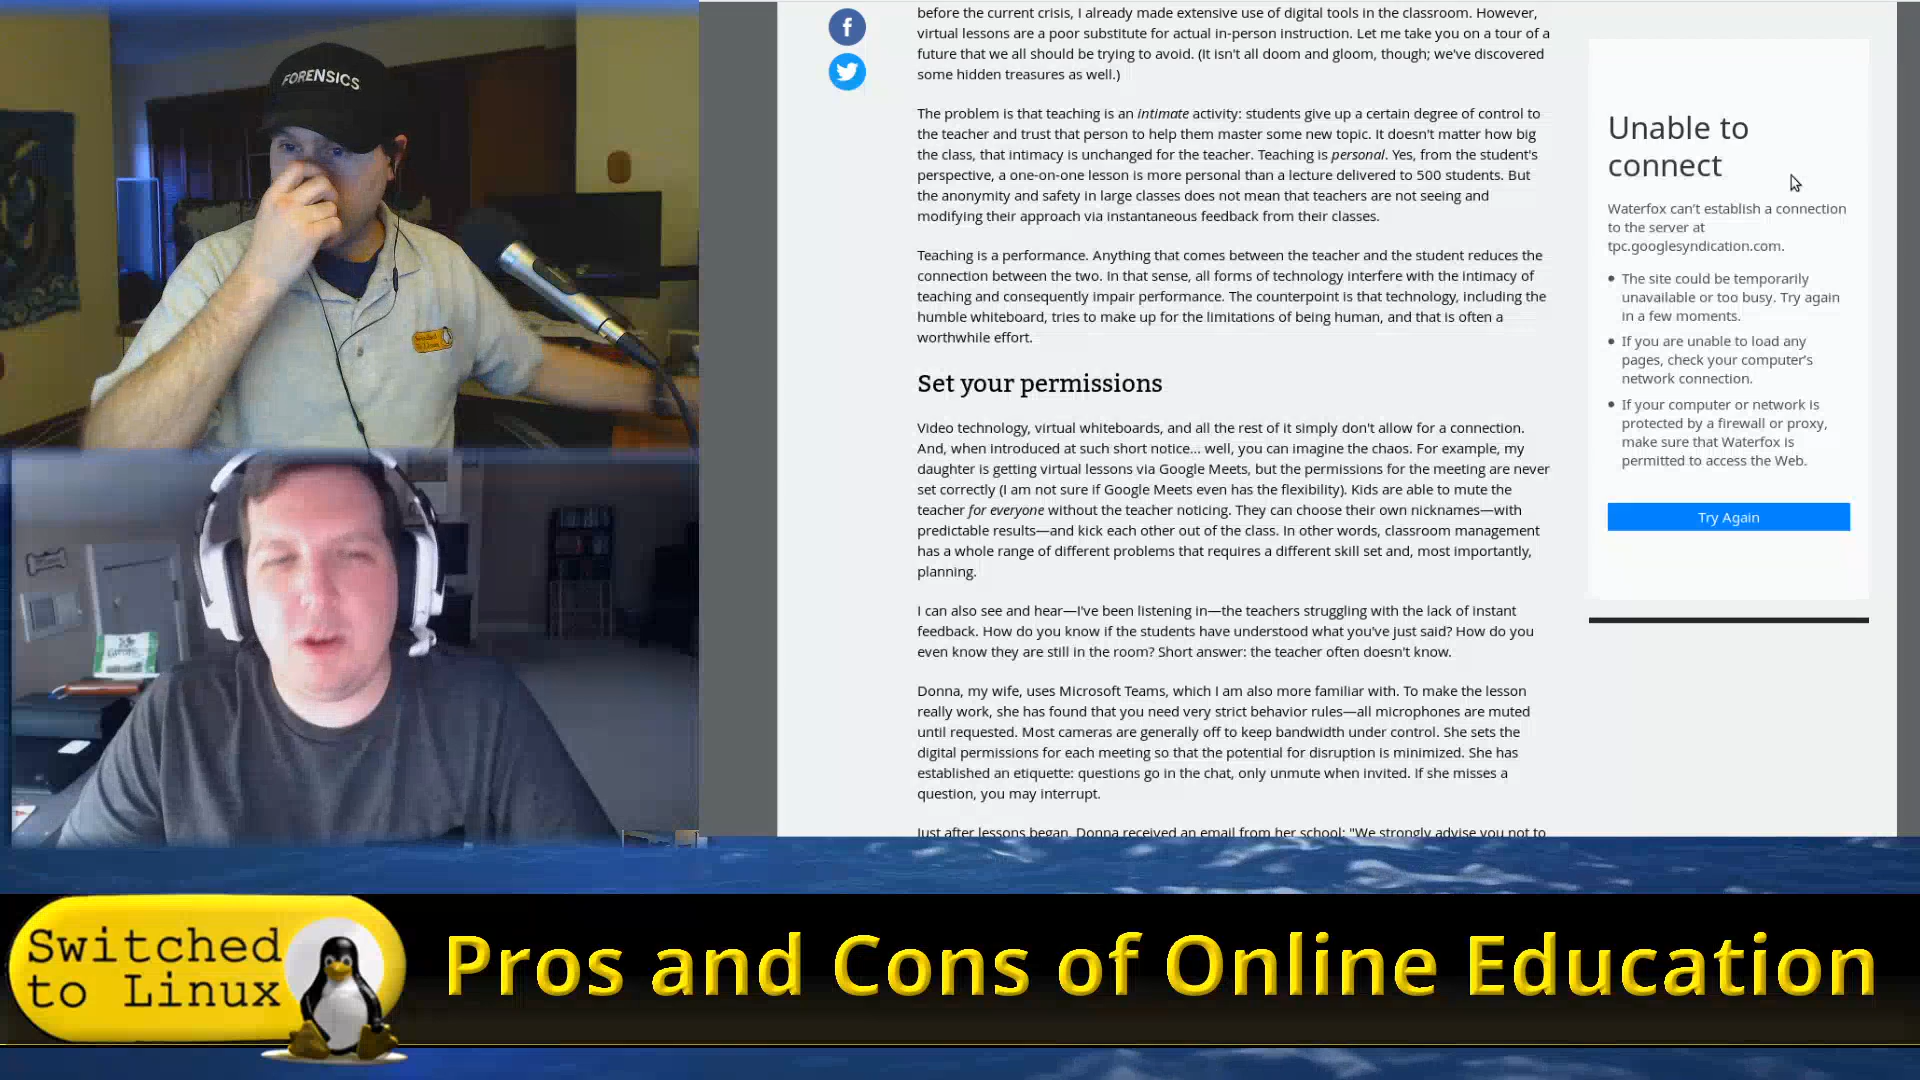 FORENSICS
Switched
to Linux
before the current crisis, I already made extensive use of digital tools in the classroom. However,
virtual lessons are a poor substitute for actual in-person instruction. Let me take you on a tour of a
future that we all should be trying to avoid. (It isn't all doom and gloom, though; we've discovered
some hidden treasures as well.)
The problem is that teaching is an intimate activity: students give up a certain degree of control to
the teacher and trust that person to help them master some new topic. It doesn't matter how big
the class, that intimacy is unchanged for the teacher. Teaching is personal. Yes, from the student's
perspective, a one-on-one lesson is more personal than a lecture delivered to 500 students. But
the anonymity and safety in large classes does not mean that teachers are not seeing and
modifying their approach via instantaneous feedback from their classes.
Teaching is a performance. Anything that comes between the teacher and the student reduces the
connection between the two. In that sense, all forms of technology interfere with the intimacy of
teaching and consequently impair performance. The counterpoint is that technology, including the
humble whiteboard, tries to make up for the limitations of being human, and that is often a
worthwhile effort.
Set your permissions
Video technology, virtual whiteboards, and all the rest of it simply don't allow for a connection.
And, when introduced at such short notice... well, you can imagine the chaos. For example, my
daughter is getting virtual lessons via Google Meets, but the permissions for the meeting are never
set correctly (I am not sure if Google Meets even has the flexibility). Kids are able to mute the
teacher for everyone without the teacher noticing. They can choose their own nicknames—with
predictable results—and kick each other out of the class. In other words, classroom management
has a whole range of different problems that requires a different skill set and, most importantly,
planning.
I can also see and hear—I've been listening in—the teachers struggling with the lack of instant
feedback. How do you know if the students have understood what you've just said? How do you
even know they are still in the room? Short answer: the teacher often doesn't know.
Donna, my wife, uses Microsoft Teams, which I am also more familiar with. To make the lesson
really work, she has found that you need very strict behavior rules—all microphones are muted
until requested. Most cameras are generally off to keep bandwidth under control. She sets the
digital permissions for each meeting so that the potential for disruption is minimized. She has
established an etiquette: questions go in the chat, only unmute when invited. If she misses a
question, you may interrupt.
Just after lessons began, Donna received an email from her school: "We strongly advise you not to
Unable to
connect
Waterfox can't establish a connection
to the server at
tpc.googlesyndication.com.
The site could be temporarily
unavailable or too busy. Try again
in a few moments.
If you are unable to load any
pages, check your computer's
network connection.
If your computer or network is
protected by a firewall or proxy,
make sure that Waterfox is
permitted to access the Web.
Try Again
Switched
to Linux
Pros and Cons of Online Education